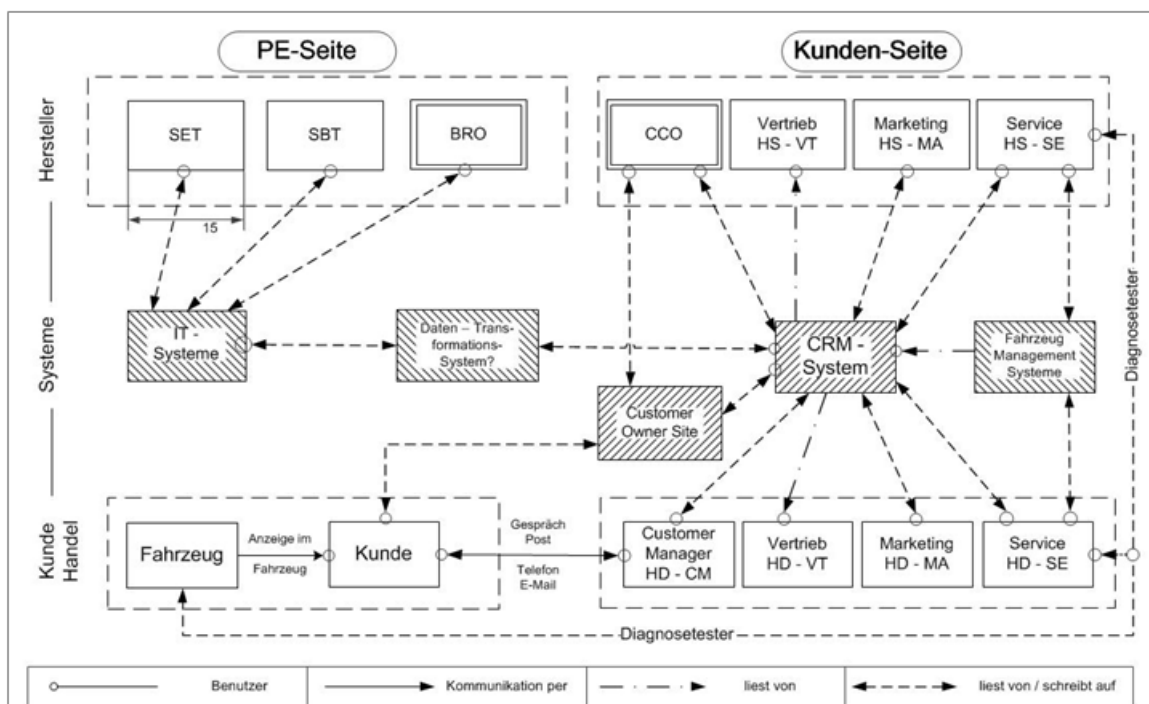 PE-Seite
Kunden-Seite
Hersteller
SET
SBT
BRO
15
CCO
Vertrieb
HS - VT
Marketing
HS - MA
Service
HS - SE
Systeme
IT -
Systeme
Daten – Trans-
formations-
System?
CRM -
System
Fahrzeug
Management
Systeme
Customer
Owner Site
Diagnosetester
Kunde
Handel
Fahrzeug
Anzeige im
Fahrzeug
Kunde
Gespräch
Post
Telefon
E-Mail
Customer
Manager
HD - CM
Vertrieb
HD - VT
Marketing
HD - MA
Service
HD - SE
Diagnosetester
Benutzer
Kommunikation per
liest von
liest von / schreibt auf